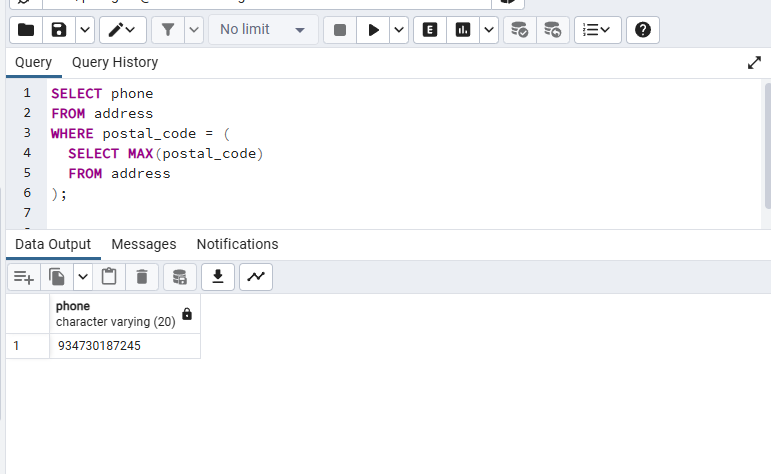 No limit
E
Query
Query History
1 SELECT phone
2 FROM address
3 WHERE postal_code = (
4 SELECT MAX(postal_code)
5 FROM address
6 );
7
Data Output
Messages
Notifications
phone
character varying (20)
1 934730187245